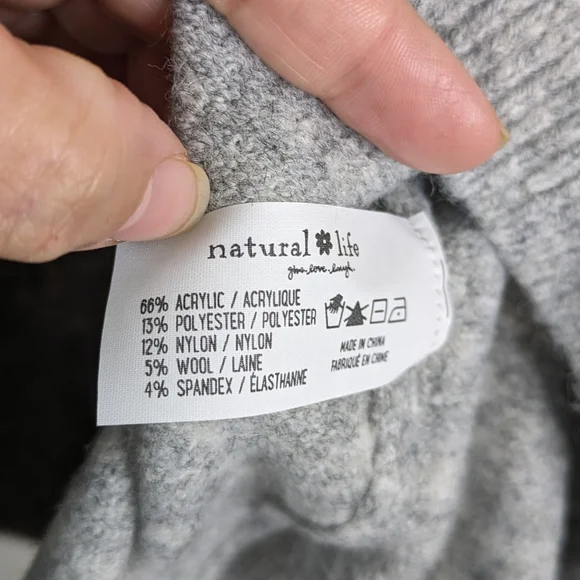 natural life
give. love. laugh.
66% ACRYLIC / ACRYLIQUE
13% POLYESTER / POLYESTER
12% NYLON / NYLON
5% WOOL / LAINE
4% SPANDEX / ÉLASTHANNE
MADE IN CHINA
FABRIQUÉ EN CHINE